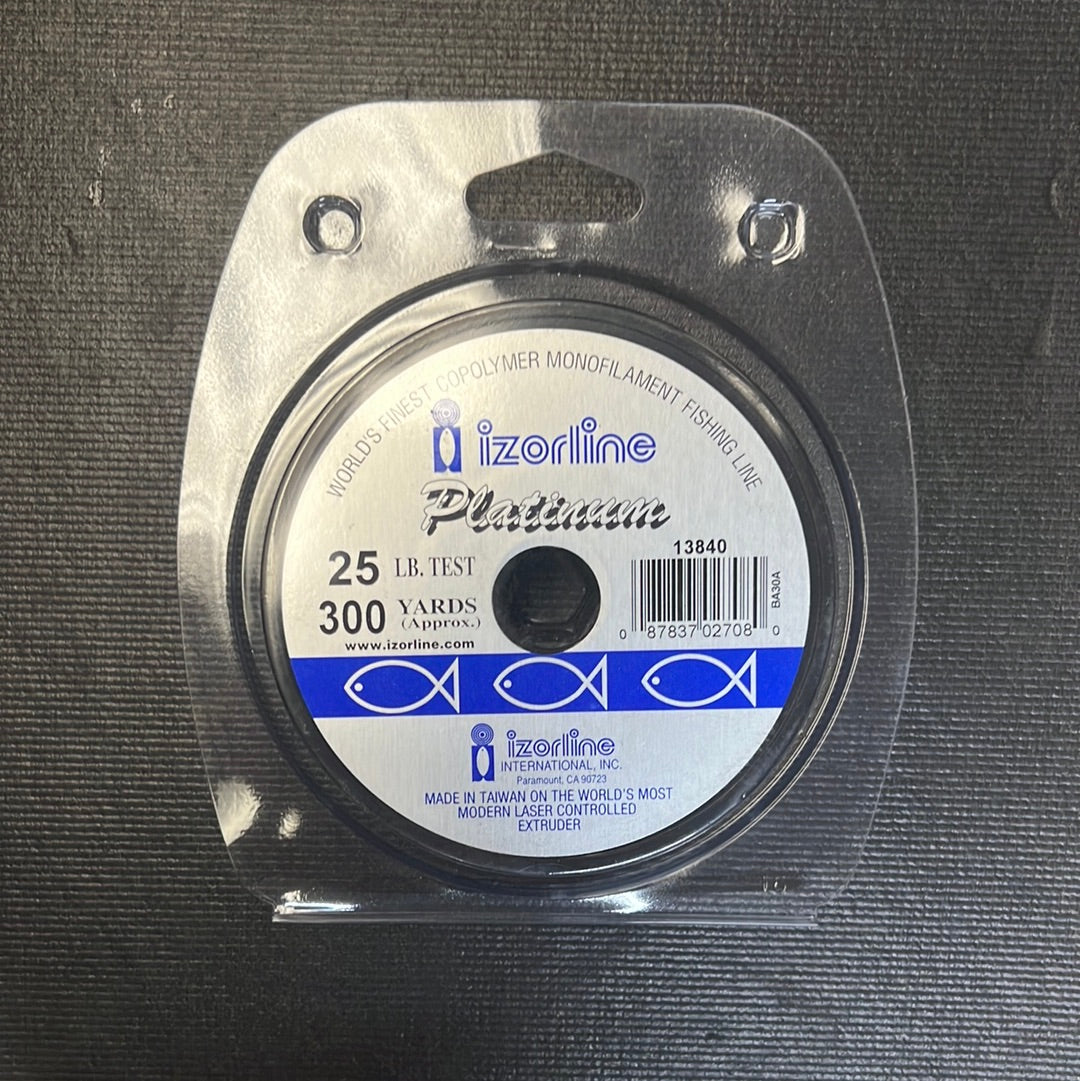 WORLD'S FINEST COPOLYMER MONOFILAMENT FISHING LINE
izorline
Platinum
25 LB. TEST
300 YARDS
(Approx.)
www.izorline.com
13840
BA30A
0 87837 02708 0
izorline
INTERNATIONAL, INC.
Paramount, CA 90723
MADE IN TAIWAN ON THE WORLD'S MOST
MODERN LASER CONTROLLED
EXTRUDER